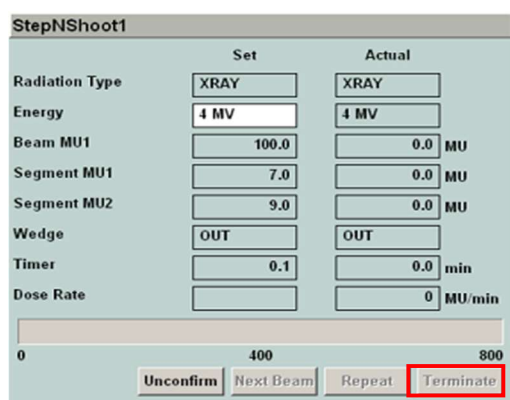 StepNShoot1
Set Actual
Radiation Type XRAY XRAY
Energy 4 MV 4 MV
Beam MU1 100.0 0.0 MU
Segment MU1 7.0 0.0 MU
Segment MU2 9.0 0.0 MU
Wedge OUT OUT
Timer 0.1 0.0 min
Dose Rate 0 MU/min
0 400 800
Unconfirm Next Beam Repeat Terminate